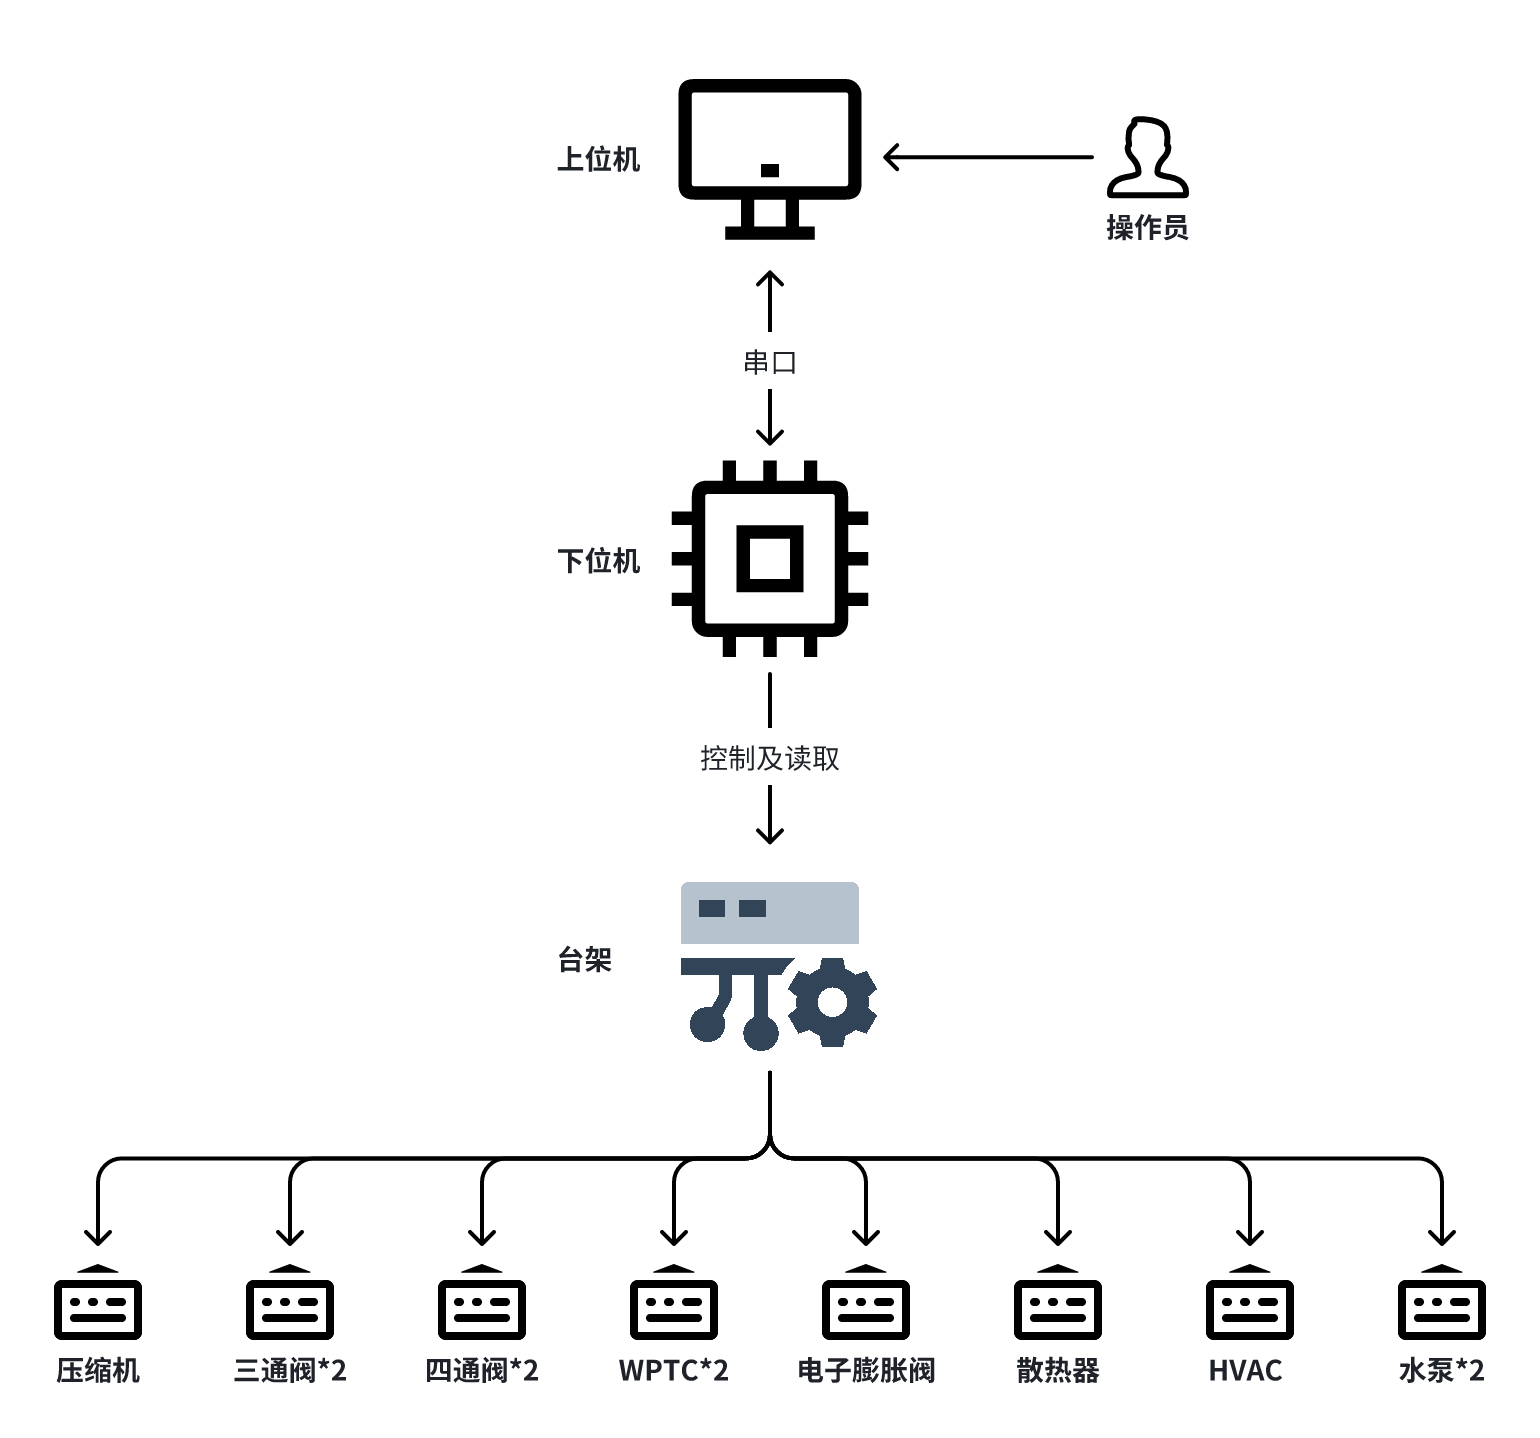 上位机
操作员
串口
下位机
控制及读取
台架
压缩机
三通阀*2
四通阀*2
WPTC*2
电子膨胀阀
散热器
HVAC
水泵*2